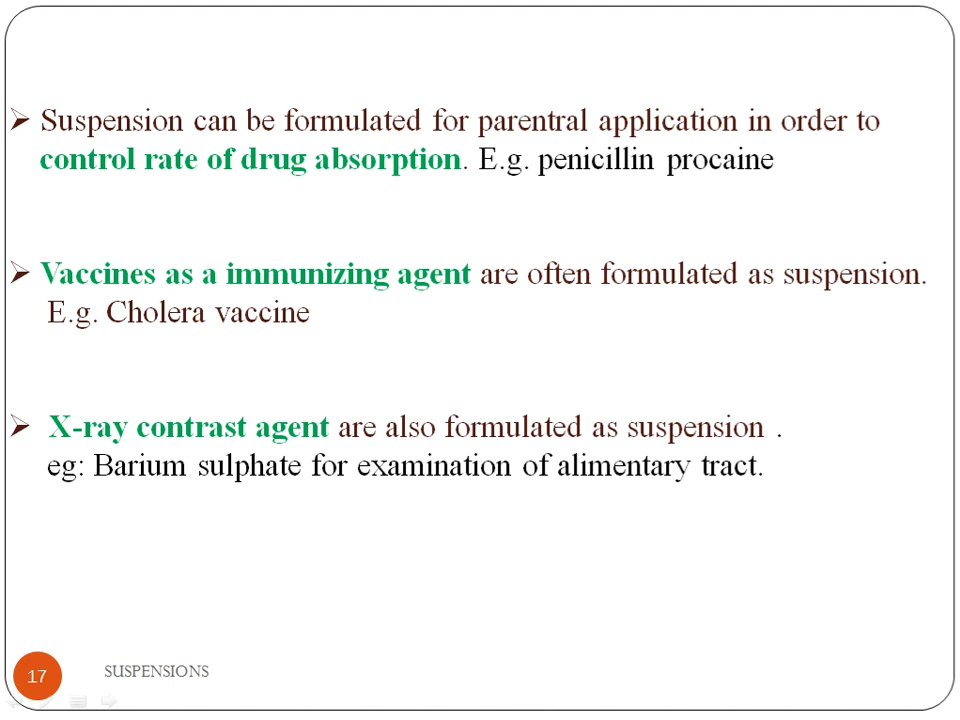 ➢ Suspension can be formulated for parentral application in order to
control rate of drug absorption. E.g. penicillin procaine
➢ Vaccines as a immunizing agent are often formulated as suspension.
E.g. Cholera vaccine
➢ X-ray contrast agent are also formulated as suspension .
eg: Barium sulphate for examination of alimentary tract.
17 SUSPENSIONS